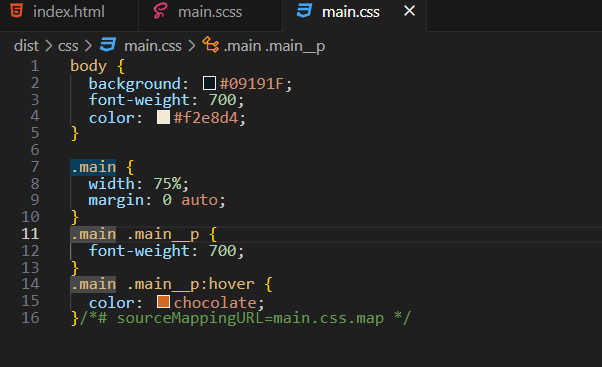 index.html main.scss main.css ×
dist > css > main.css > .main .main__p
1 body {
2 background: #09191F;
3 font-weight: 700;
4 color: #f2e8d4;
5 }
6
7 .main {
8 width: 75%;
9 margin: 0 auto;
10 }
11 .main .main__p {
12 font-weight: 700;
13 }
14 .main .main__p:hover {
15 color: chocolate;
16 }/*# sourceMappingURL=main.css.map */